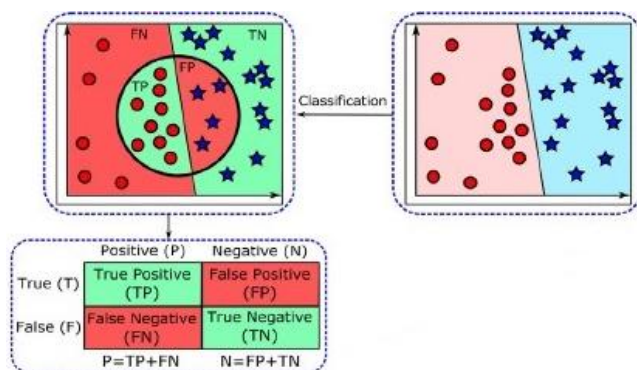 FN
TN
FP
TP
Classification
Positive (P)
Negative (N)
True (T)
True Positive
(TP)
False Positive
(FP)
False (F)
False Negative
(FN)
True Negative
(TN)
P=TP+FN
N=FP+TN